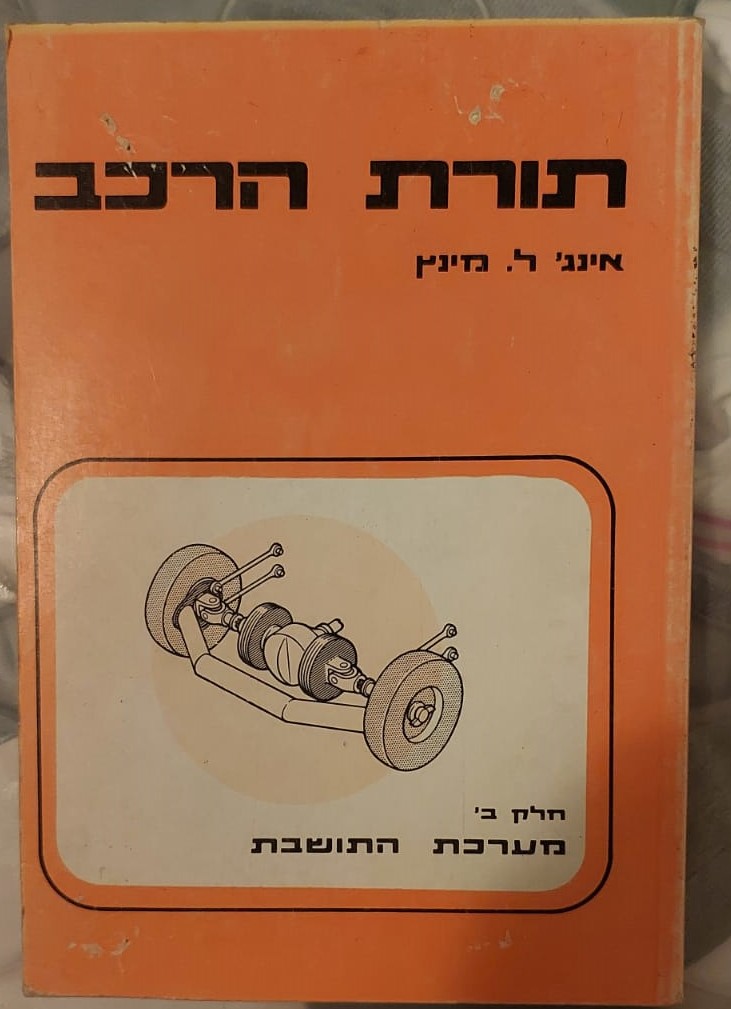 תורת הרכב
אינג' ל. מינץ
חלק ב'
מערכת התושבת